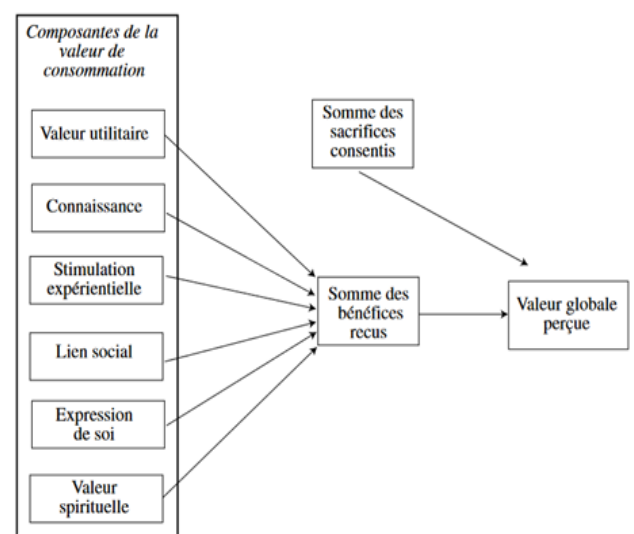 Composantes de la
valeur de
consommation
Valeur utilitaire
Connaissance
Stimulation
expérientielle
Lien social
Expression
de soi
Valeur
spirituelle
Somme des
sacrifices
consentis
Somme des
bénéfices
recus
Valeur globale
perçue